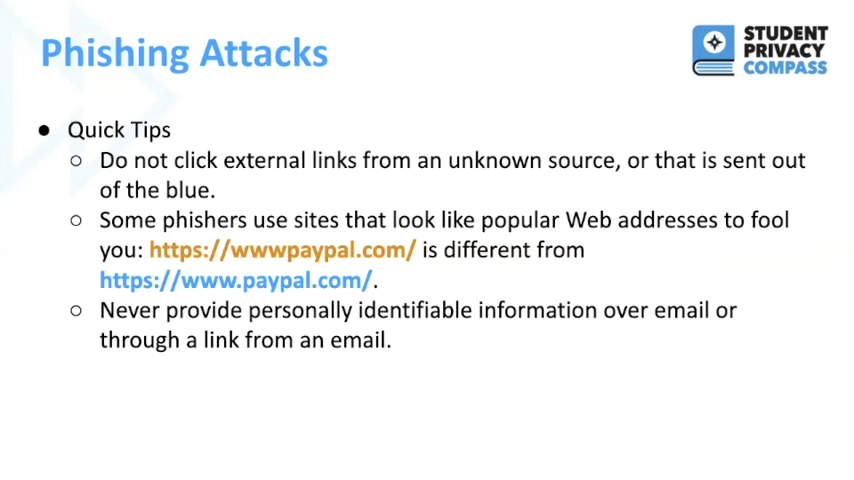 Phishing Attacks
STUDENT
PRIVACY
COMPASS
● Quick Tips
○ Do not click external links from an unknown source, or that is sent out
of the blue.
○ Some phishers use sites that look like popular Web addresses to fool
you: https://wwwpaypal.com/ is different from
https://www.paypal.com/.
○ Never provide personally identifiable information over email or
through a link from an email.